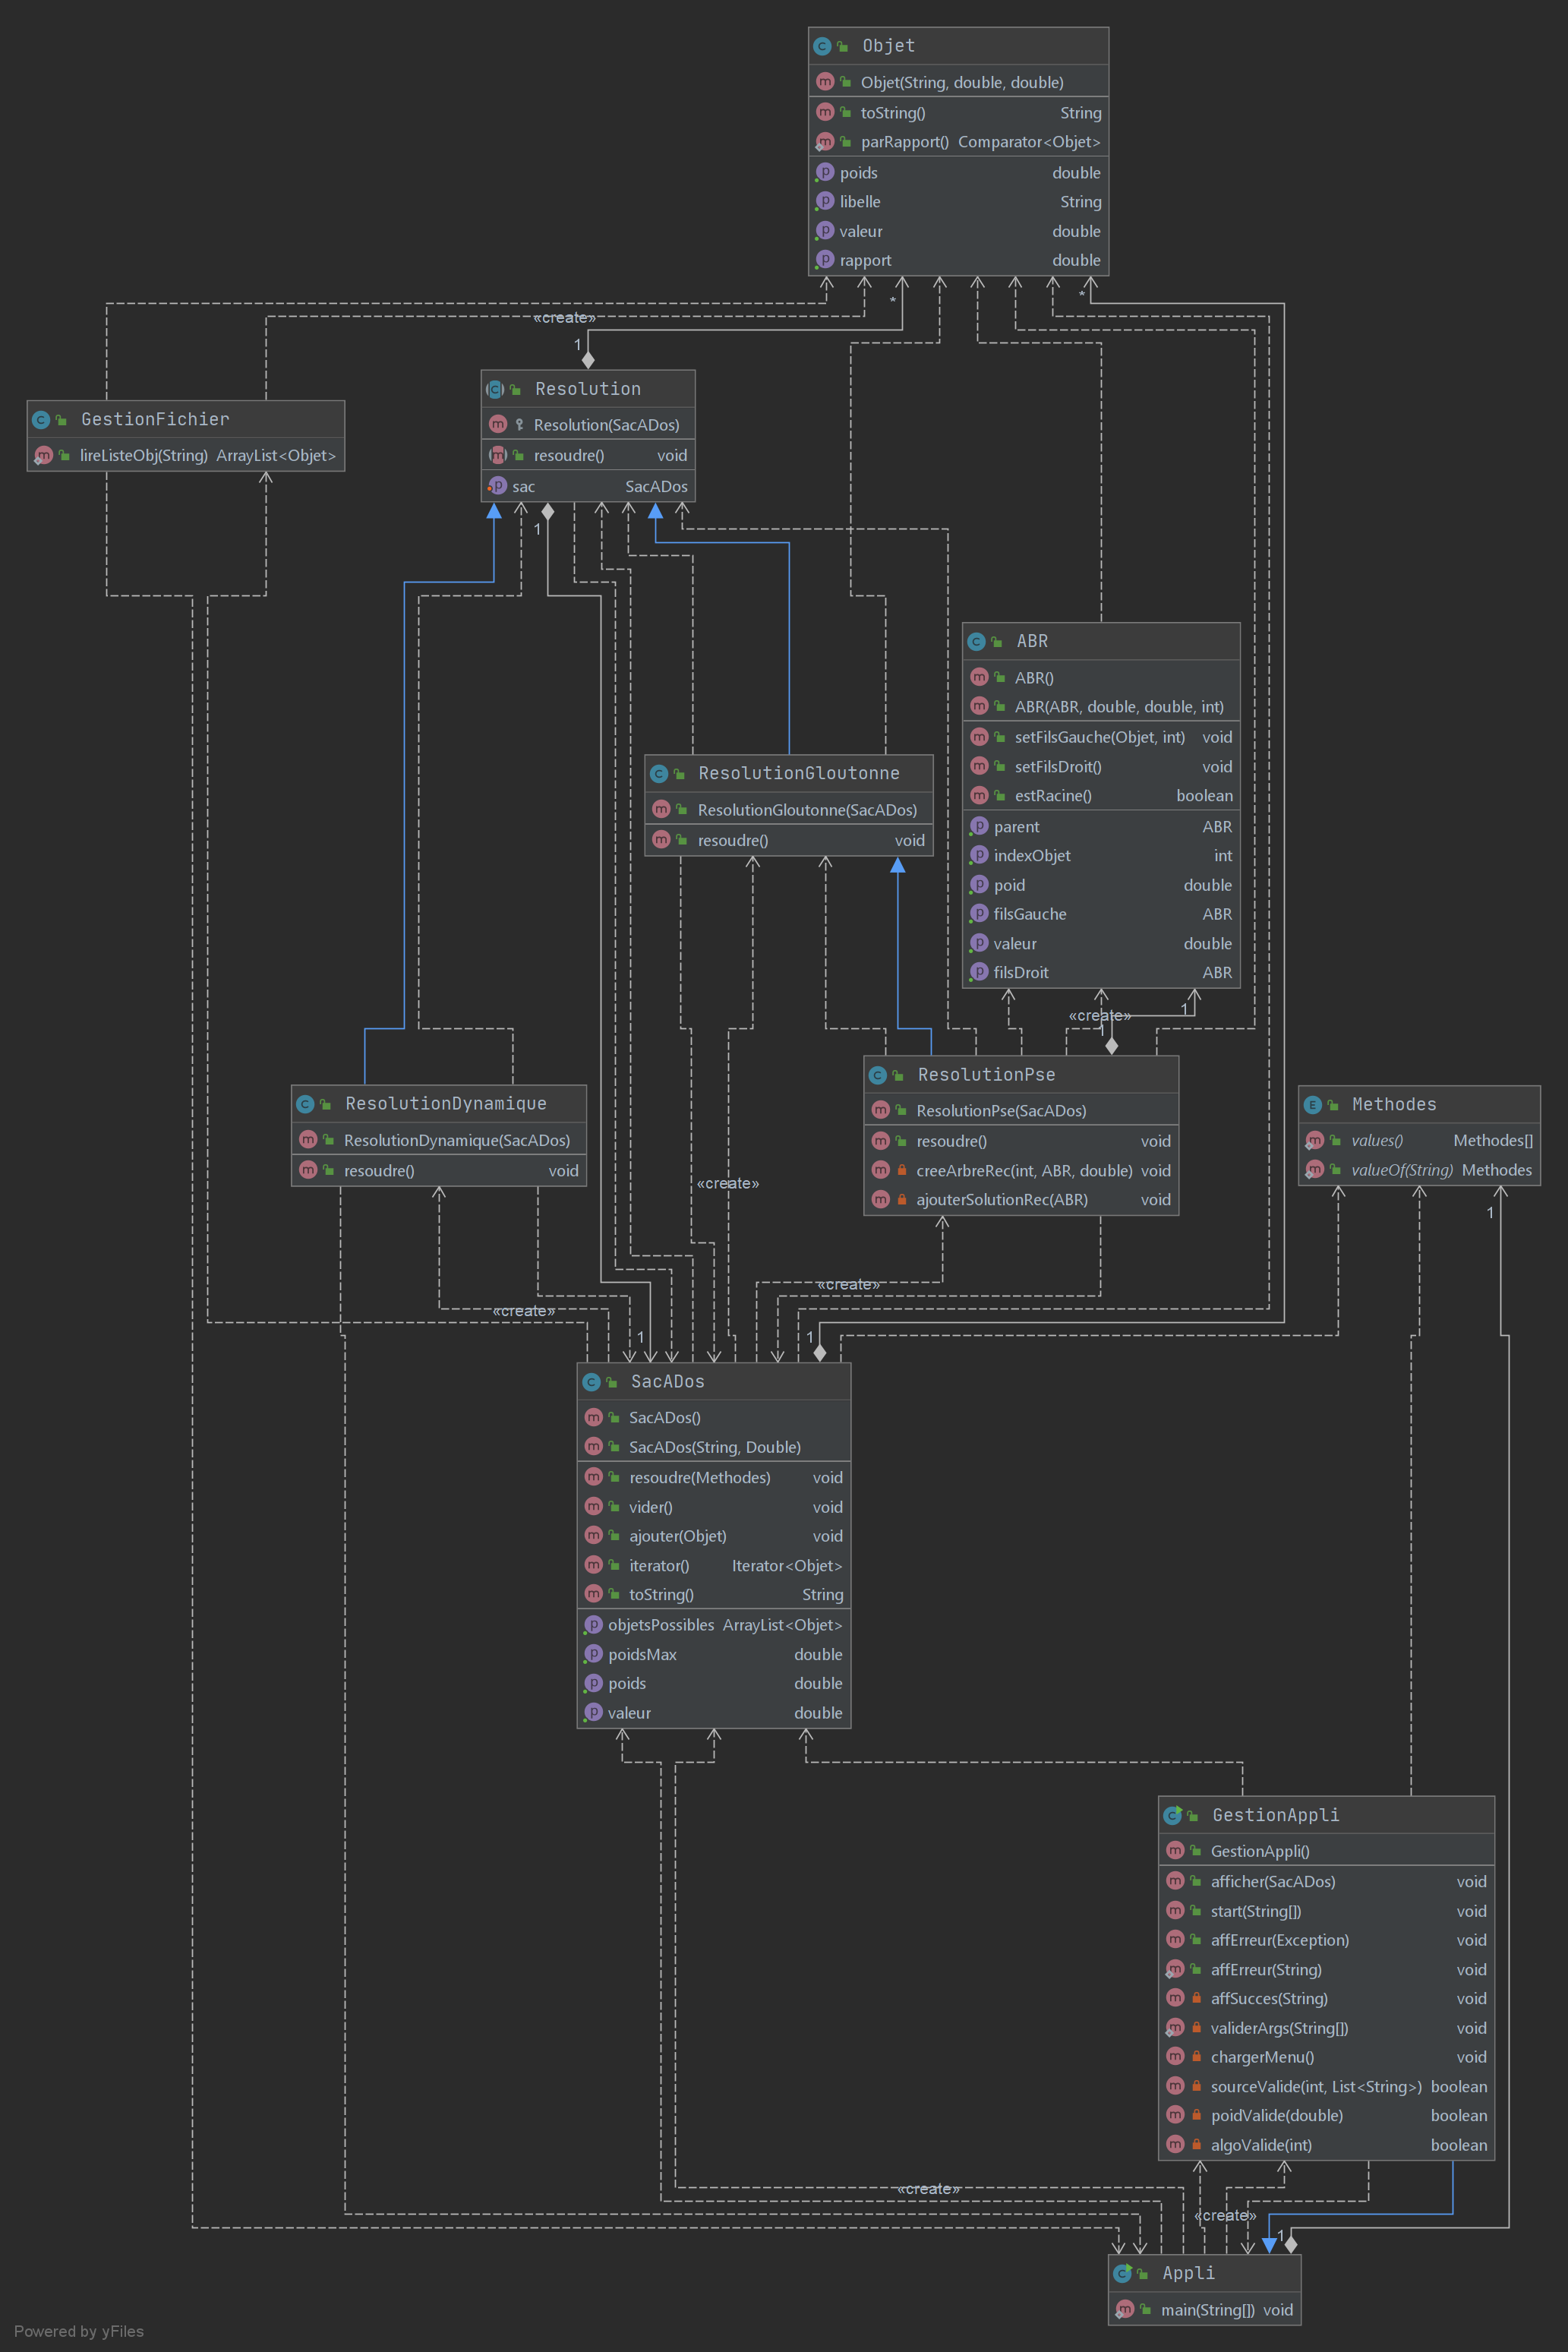 Objet
Objet(String, double, double)
toString() String
parRapport() Comparator<Objet>
poids double
libelle String
valeur double
rapport double
*
*
«create»
1
Resolution
Resolution(SacADos)
resoudre() void
sac SacADos
GestionFichier
lireListeObj(String) ArrayList<Objet>
1
ABR
ABR()
ABR(ABR, double, double, int)
setFilsGauche(Objet, int) void
setFilsDroit() void
estRacine() boolean
parent ABR
indexObjet int
poid double
filsGauche ABR
valeur double
filsDroit ABR
ResolutionGloutonne
ResolutionGloutonne(SacADos)
resoudre() void
1
«create»
1
ResolutionPse
ResolutionPse(SacADos)
resoudre() void
creeArbreRec(int, ABR, double) void
ajouterSolutionRec(ABR) void
ResolutionDynamique
ResolutionDynamique(SacADos)
resoudre() void
Methodes
values() Methodes[]
valueOf(String) Methodes
«create»
1
«create»
«create»
1
1
SacADos
SacADos()
SacADos(String, Double)
resoudre(Methodes) void
vider() void
ajouter(Objet) void
iterator() Iterator<Objet>
toString() String
objetsPossibles ArrayList<Objet>
poidsMax double
poids double
valeur double
GestionAppli
GestionAppli()
afficher(SacADos) void
start(String[]) void
affErreur(Exception) void
affErreur(String) void
affSucces(String) void
validerArgs(String[]) void
chargerMenu() void
sourceValide(int, List<String>) boolean
poidValide(double) boolean
algoValide(int) boolean
«create»
«create»
1
Appli
main(String[]) void
Powered by yFiles